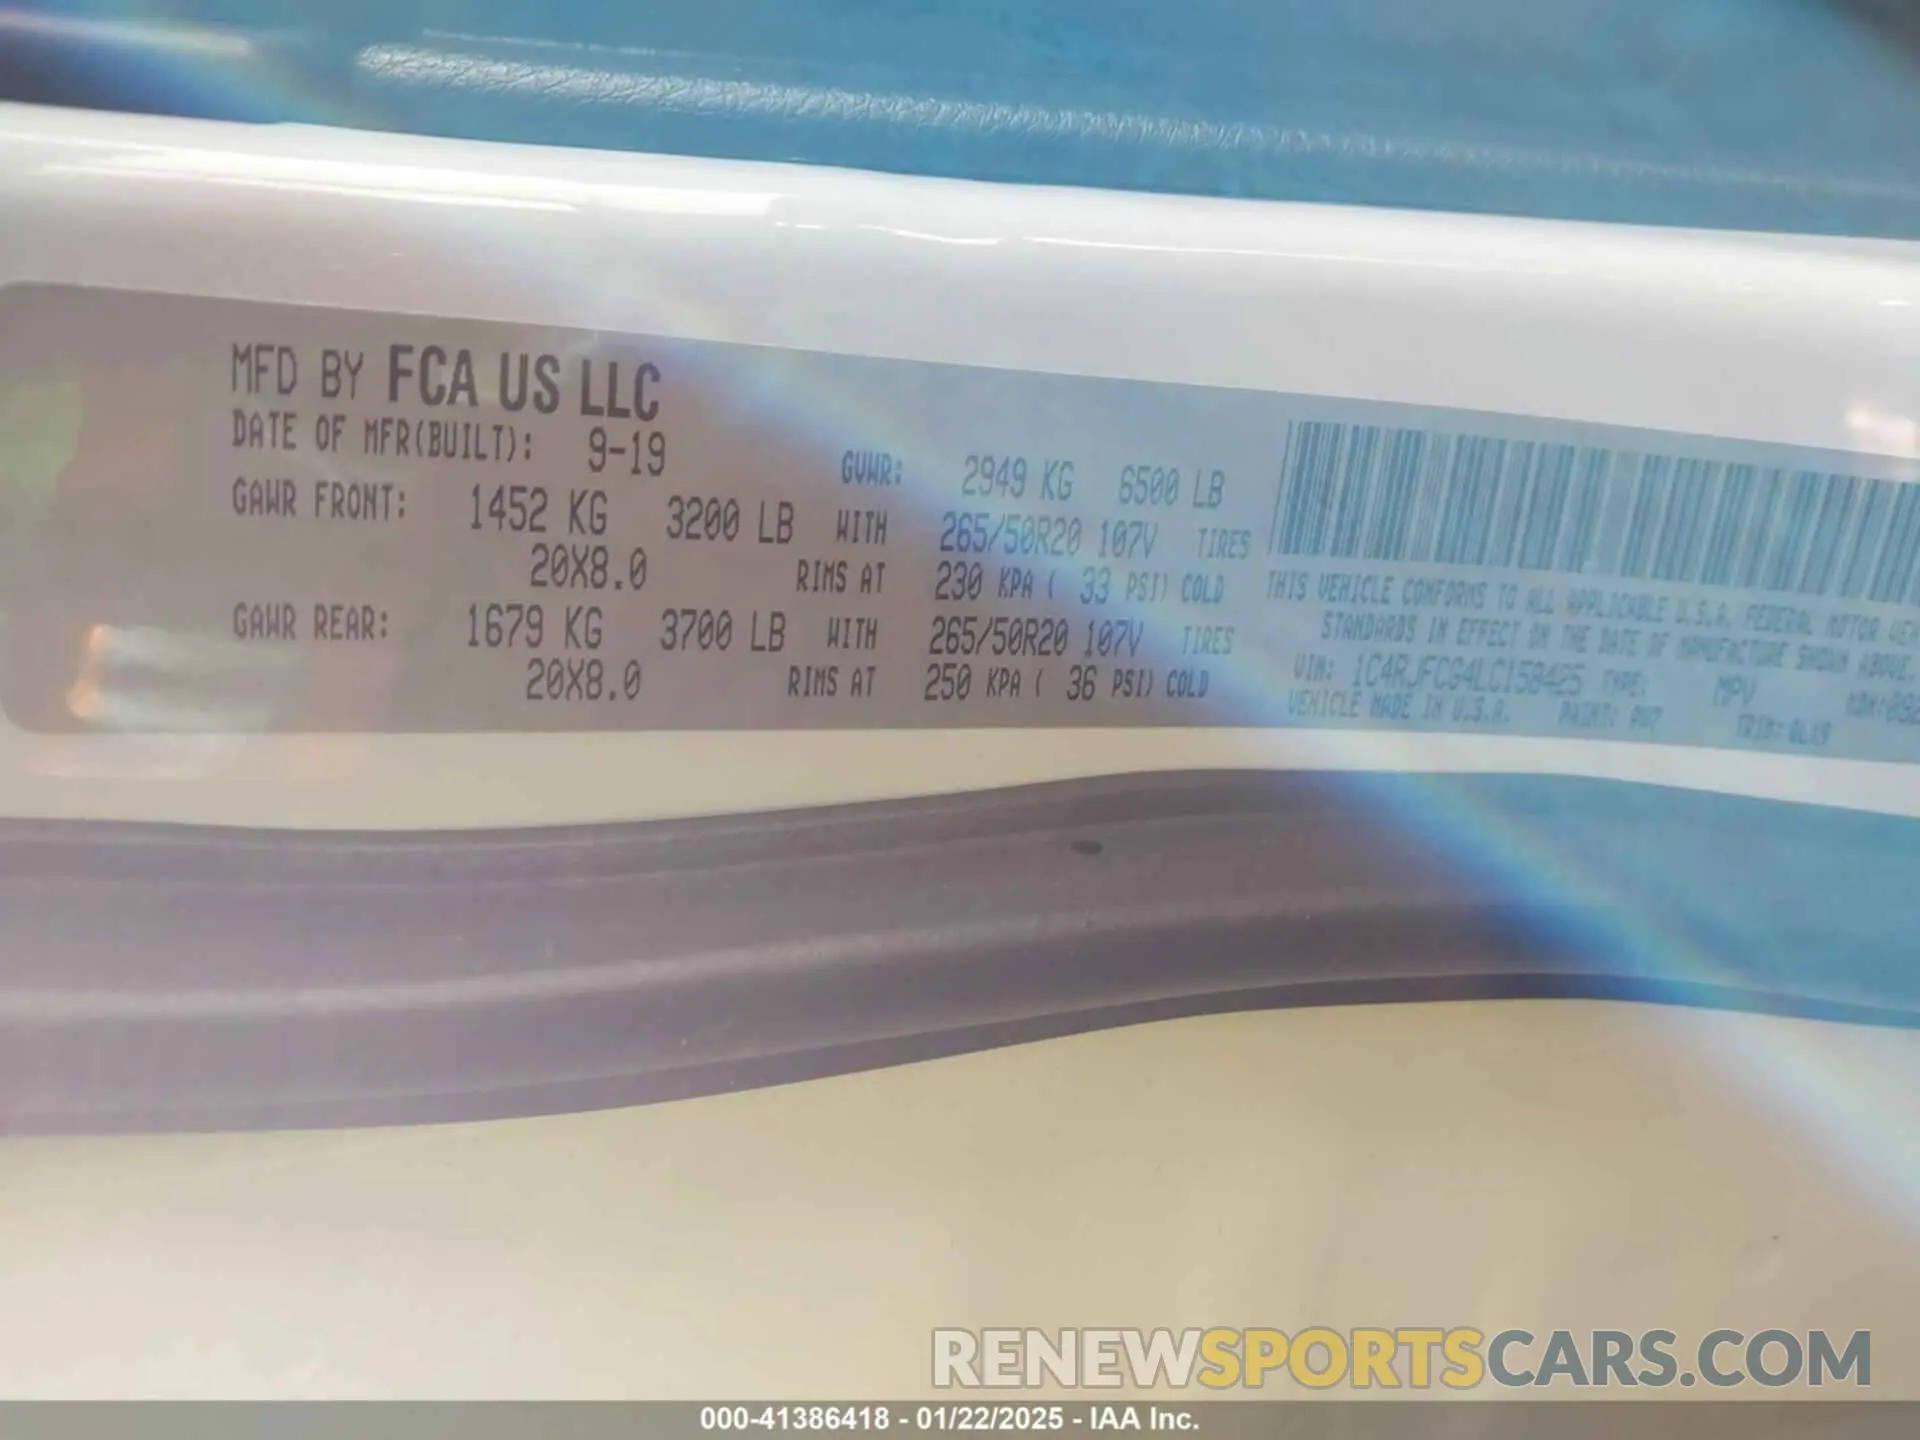 MFD BY FCA US LLC
DATE OF MFR(BUILT): 9-19 GVWR: 2949 KG 6500 LB
GAWR FRONT: 1452 KG 3200 LB WITH 265/50R20 107V TIRES
20X8.0 RIMS AT 230 KPA ( 33 PSI) COLD
GAWR REAR: 1679 KG 3700 LB WITH 265/50R20 107V TIRES
20X8.0 RIMS AT 250 KPA ( 36 PSI) COLD
THIS VEHICLE CONFORMS TO ALL APPLICABLE U.S.A. FEDERAL MOTOR
STANDARDS IN EFFECT ON THE DATE OF MANUFACTURE SHOWN ABOVE.
VIN: 1C4RJFCG4LC158425 TYPE: MPV
VEHICLE MADE IN U.S.A. PAINT: PW7
RENEWSPORTSCARS.COM
000-41386418 - 01/22/2025 - IAA Inc.